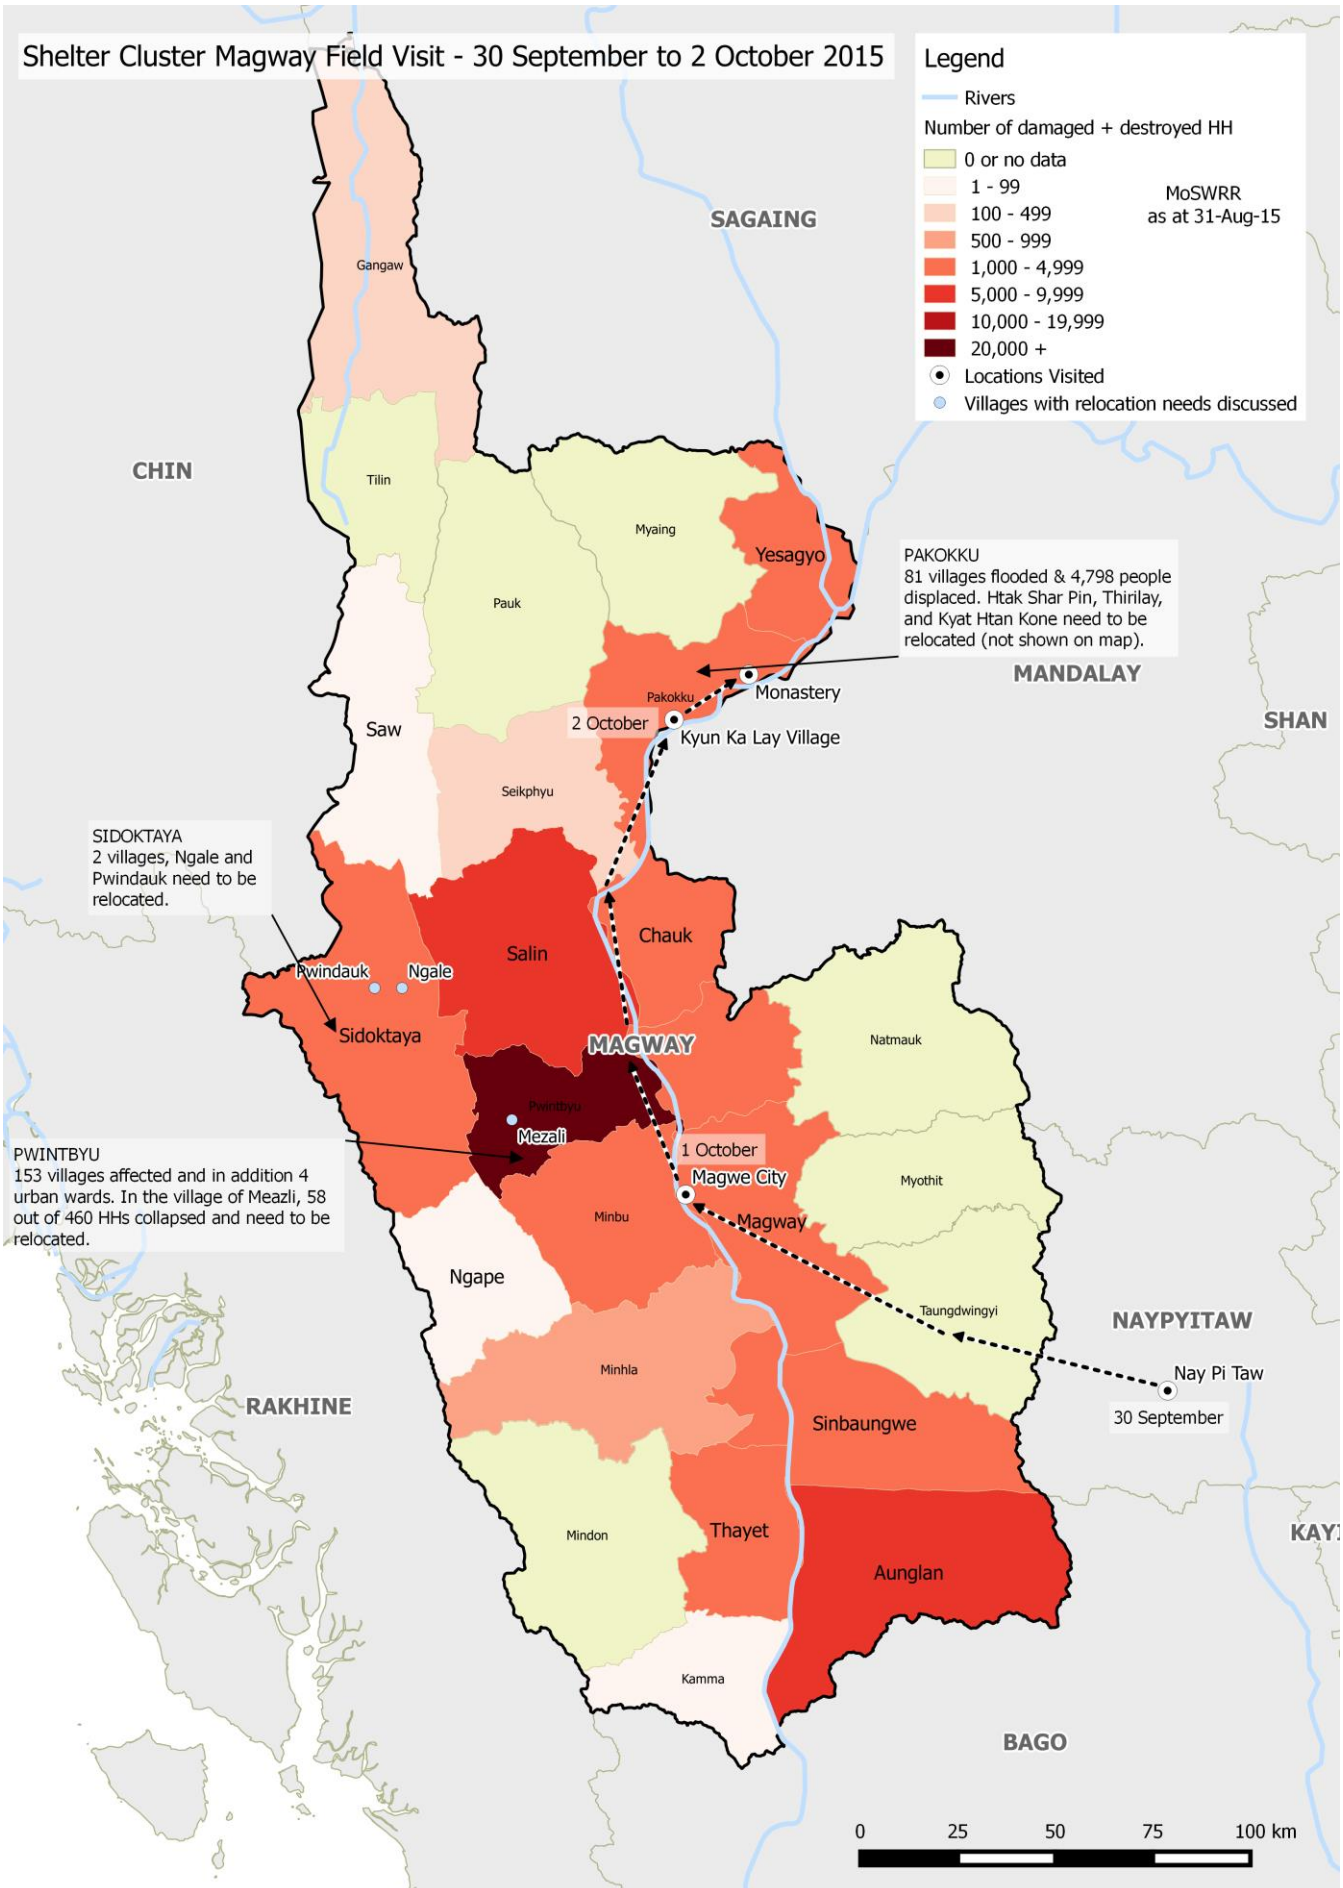 Shelter Cluster Magway Field Visit - 30 September to 2 October 2015
Legend
Rivers
Number of damaged + destroyed HH
0 or no data
1 - 99
100 - 499
500 - 999
1,000 - 4,999
5,000 - 9,999
10,000 - 19,999
20,000 +
MoSWRR
as at 31-Aug-15
Locations Visited
Villages with relocation needs discussed
SAGAING
Gangaw
CHIN
Tilin
Myaing
Yesagyo
Pauk
PAKOKKU
81 villages flooded & 4,798 people
displaced. Htak Shar Pin, Thirilay,
and Kyat Htan Kone need to be
relocated (not shown on map).
MANDALAY
SHAN
Saw
Pakokku
Monastery
2 October
Kyun Ka Lay Village
Seikphyu
SIDOKTAYA
2 villages, Ngale and
Pwindauk need to be
relocated.
Salin
Chauk
Pwindauk
Ngale
Sidoktaya
MAGWAY
Natmauk
Pwintbyu
Mezali
PWINTBYU
153 villages affected and in addition 4
urban wards. In the village of Meazli, 58
out of 460 HHs collapsed and need to be
relocated.
1 October
Magwe City
Myothit
Minbu
Magway
Ngape
Taungdwingyi
NAYPYITAW
Nay Pi Taw
30 September
Minhla
RAKHINE
Sinbaungwe
Mindon
Thayet
Aunglan
KAYI
Kamma
BAGO
0 25 50 75 100 km